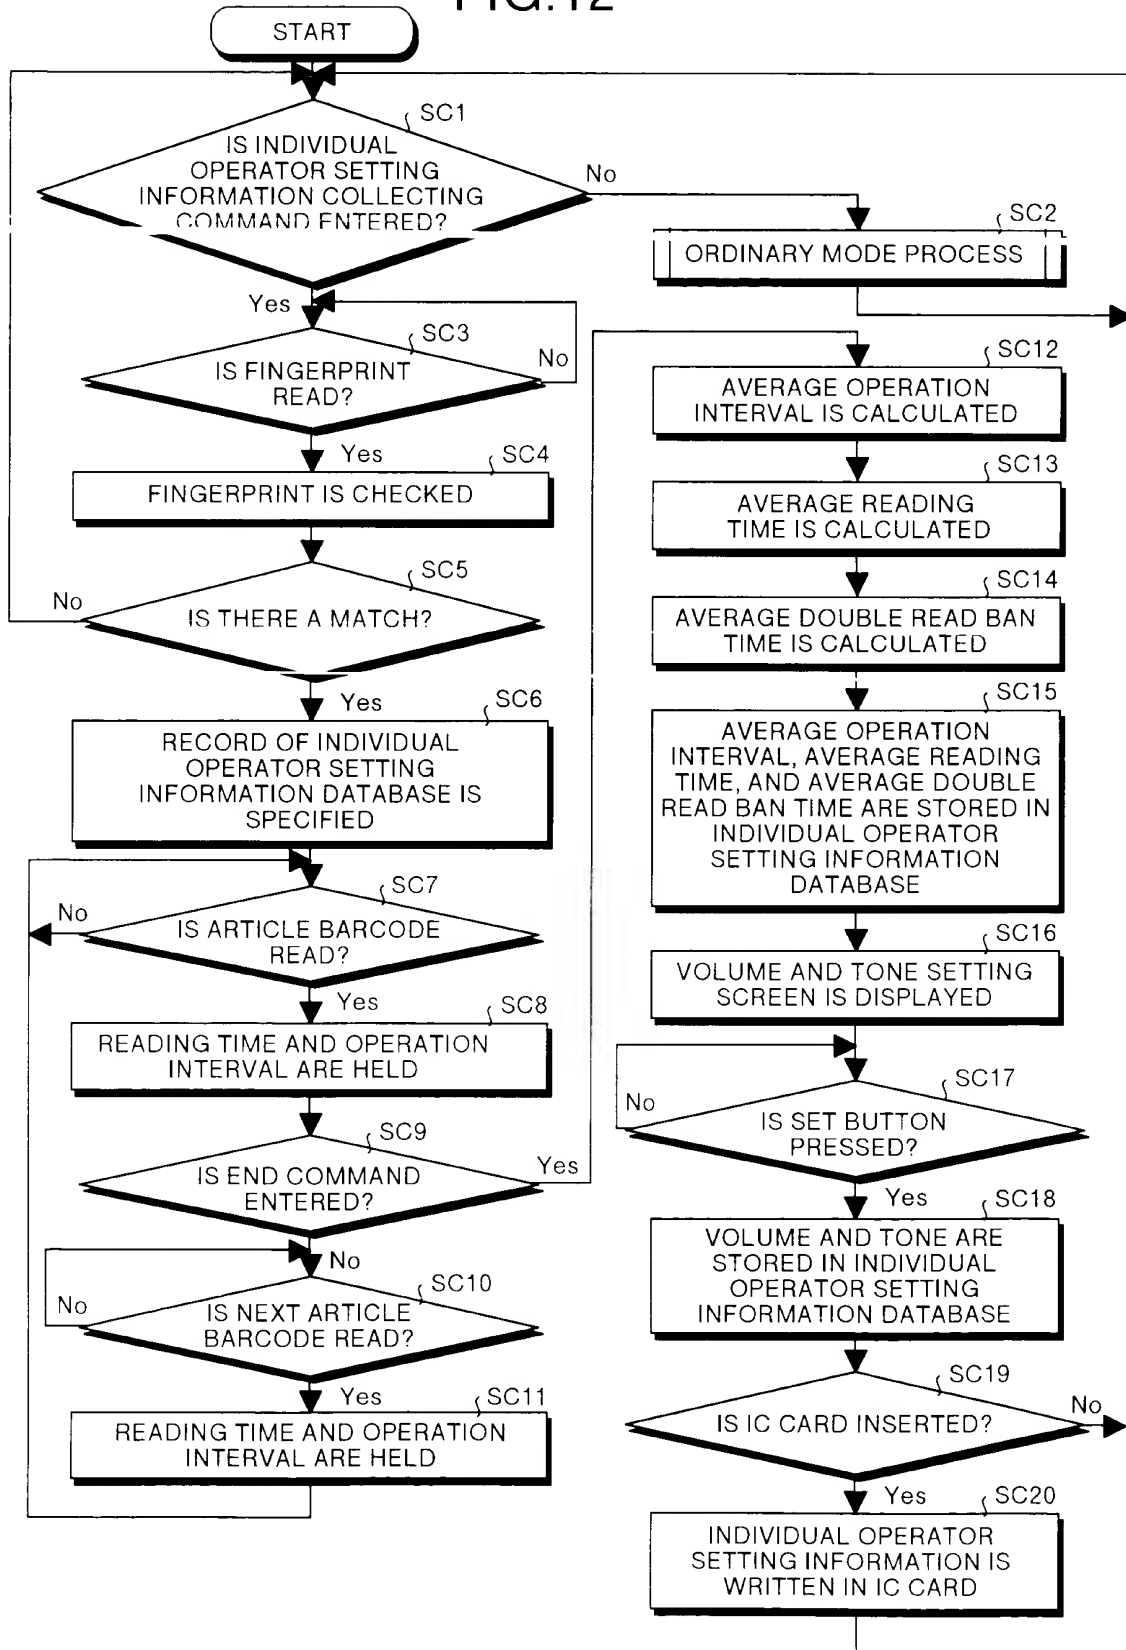 FIG.12
START
SC1
IS INDIVIDUAL
OPERATOR SETTING
INFORMATION COLLECTING
COMMAND ENTERED?
No
SC2
ORDINARY MODE PROCESS
Yes
SC3
IS FINGERPRINT
READ?
No
Yes
SC4
FINGERPRINT IS CHECKED
SC5
IS THERE A MATCH?
No
Yes
SC6
RECORD OF INDIVIDUAL
OPERATOR SETTING
INFORMATION DATABASE IS
SPECIFIED
SC7
IS ARTICLE BARCODE
READ?
No
Yes
SC8
READING TIME AND OPERATION
INTERVAL ARE HELD
SC9
IS END COMMAND
ENTERED?
Yes
No
SC10
IS NEXT ARTICLE
BARCODE READ?
No
Yes
SC11
READING TIME AND OPERATION
INTERVAL ARE HELD
SC12
AVERAGE OPERATION
INTERVAL IS CALCULATED
SC13
AVERAGE READING
TIME IS CALCULATED
SC14
AVERAGE DOUBLE READ BAN
TIME IS CALCULATED
SC15
AVERAGE OPERATION
INTERVAL, AVERAGE READING
TIME, AND AVERAGE DOUBLE
READ BAN TIME ARE STORED IN
INDIVIDUAL OPERATOR
SETTING INFORMATION
DATABASE
SC16
VOLUME AND TONE SETTING
SCREEN IS DISPLAYED
SC17
IS SET BUTTON
PRESSED?
No
Yes
SC18
VOLUME AND TONE ARE
STORED IN INDIVIDUAL
OPERATOR SETTING
INFORMATION DATABASE
SC19
IS IC CARD INSERTED?
No
Yes
SC20
INDIVIDUAL OPERATOR
SETTING INFORMATION IS
WRITTEN IN IC CARD